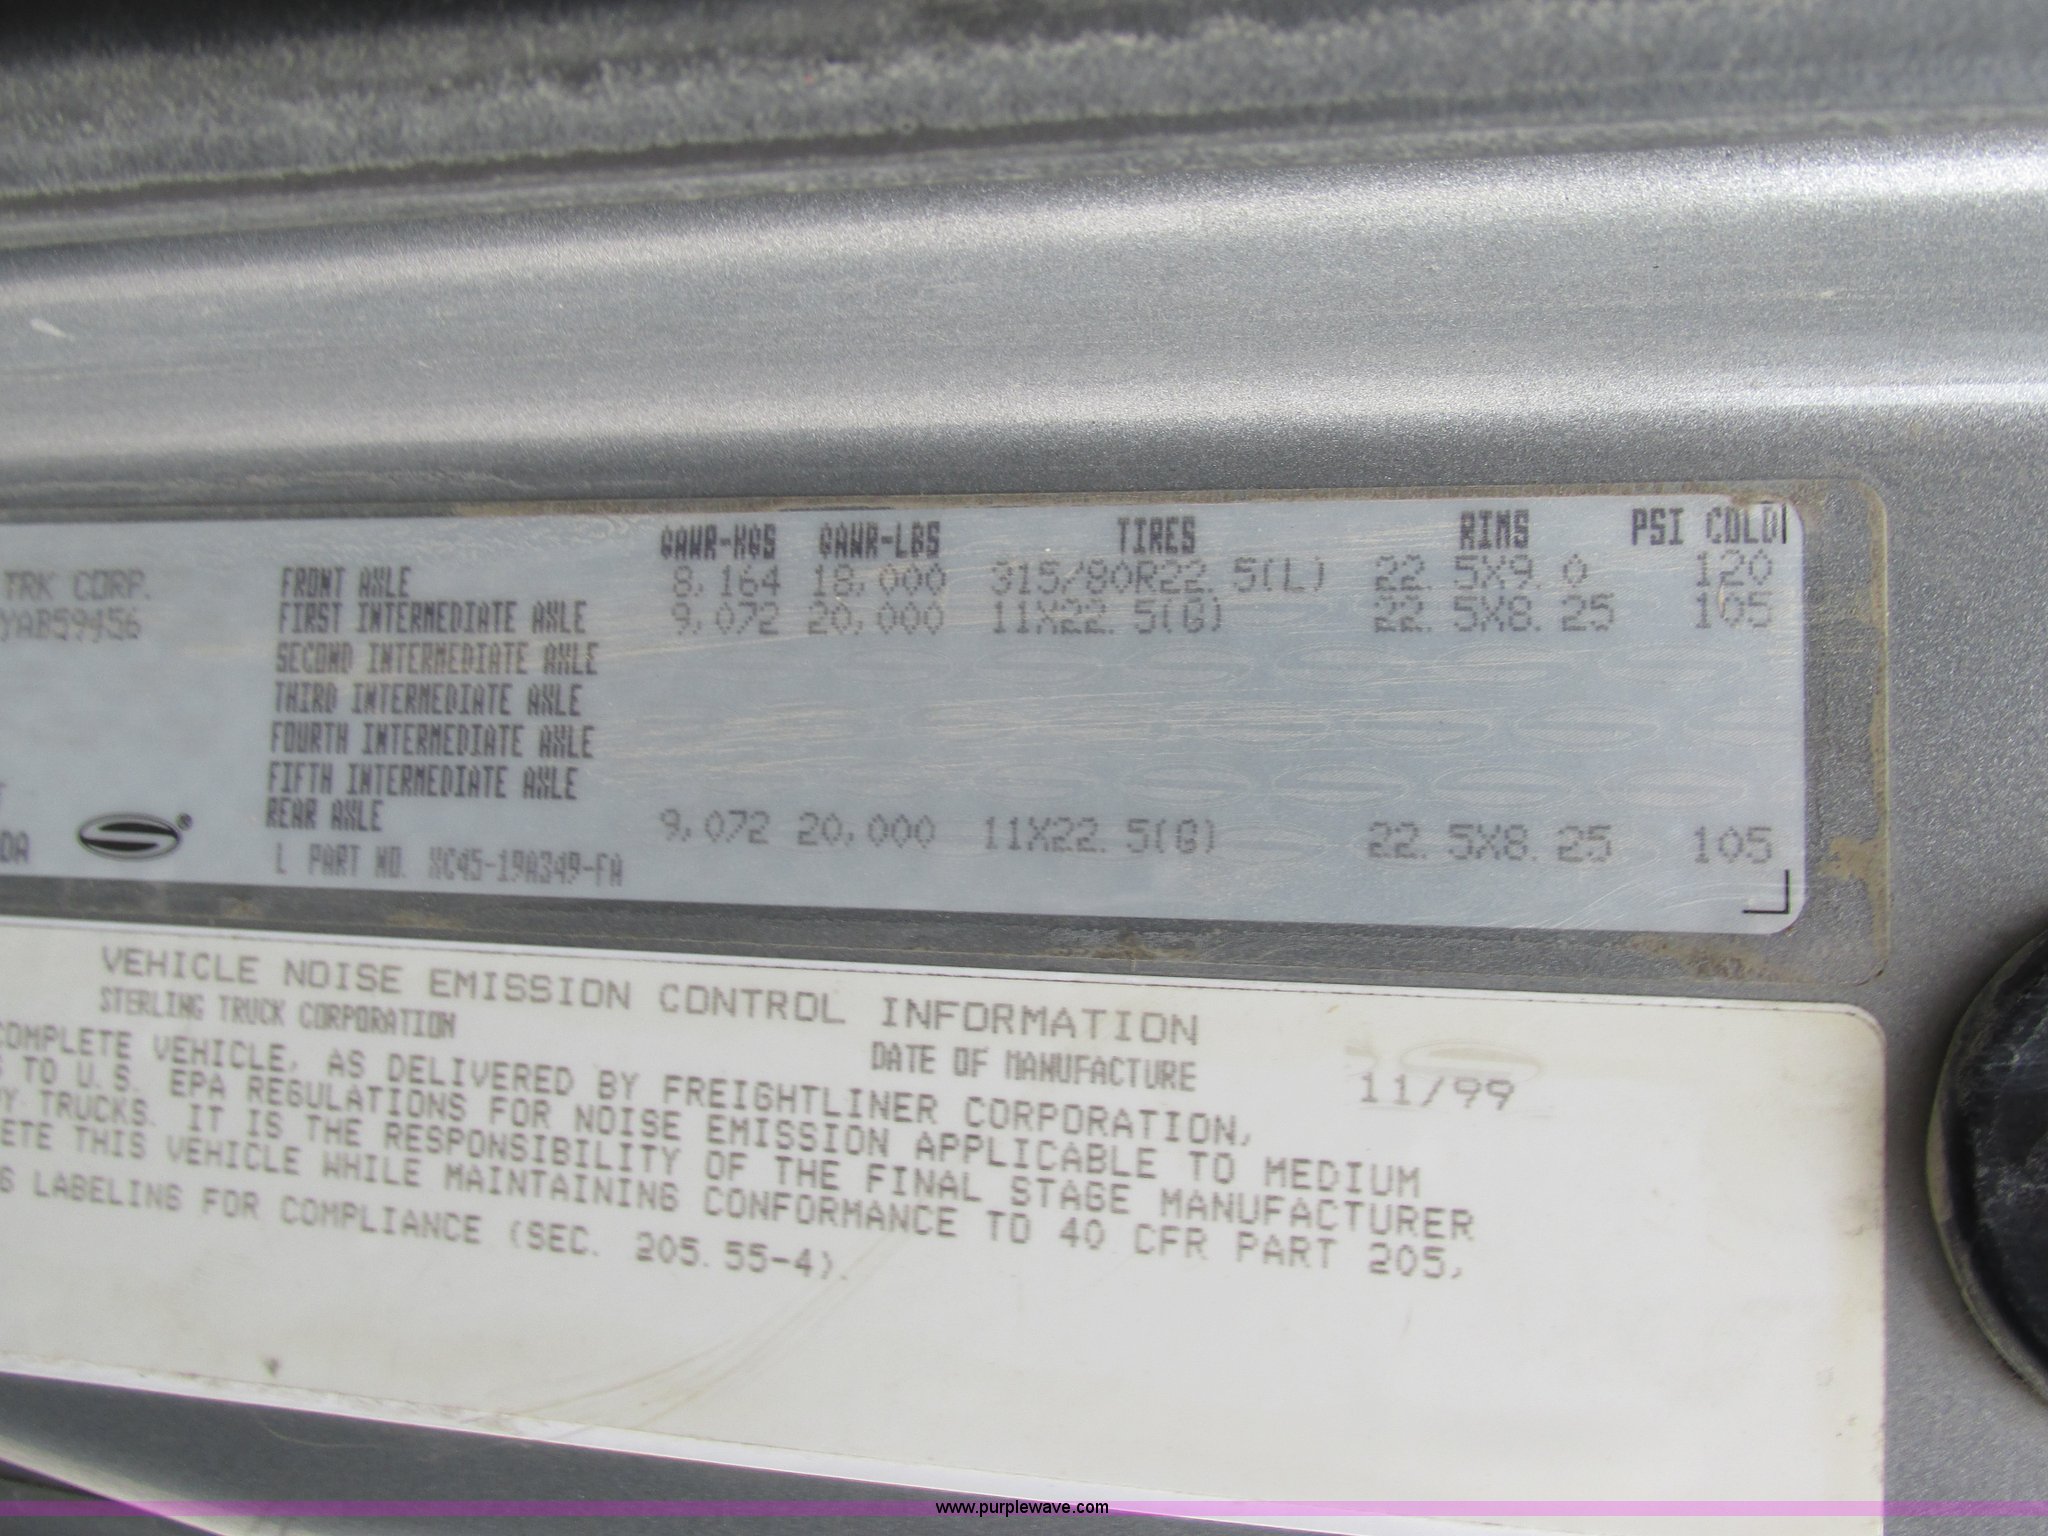 GAWR-KGS GAWR-LBS TIRES RIMS PSI COLD
TRK CORP. FRONT AXLE 8,164 18,000 315/80R22.5(L) 22.5X9.0 120
YAB59456 FIRST INTERMEDIATE AXLE 9,072 20,000 11X22.5(G) 22.5X8.25 105
SECOND INTERMEDIATE AXLE
THIRD INTERMEDIATE AXLE
FOURTH INTERMEDIATE AXLE
FIFTH INTERMEDIATE AXLE
DA ® REAR AXLE 9,072 20,000 11X22.5(G) 22.5X8.25 105
L PART NO. XC45-19A349-FA
VEHICLE NOISE EMISSION CONTROL INFORMATION
STERLING TRUCK CORPORATION
DATE OF MANUFACTURE 11/99
COMPLETE VEHICLE, AS DELIVERED BY FREIGHTLINER CORPORATION,
S TO U.S. EPA REGULATIONS FOR NOISE EMISSION APPLICABLE TO MEDIUM
VY TRUCKS. IT IS THE RESPONSIBILITY OF THE FINAL STAGE MANUFACTURER
ETE THIS VEHICLE WHILE MAINTAINING CONFORMANCE TO 40 CFR PART 205,
G LABELING FOR COMPLIANCE (SEC. 205.55-4).
www.purplewave.com